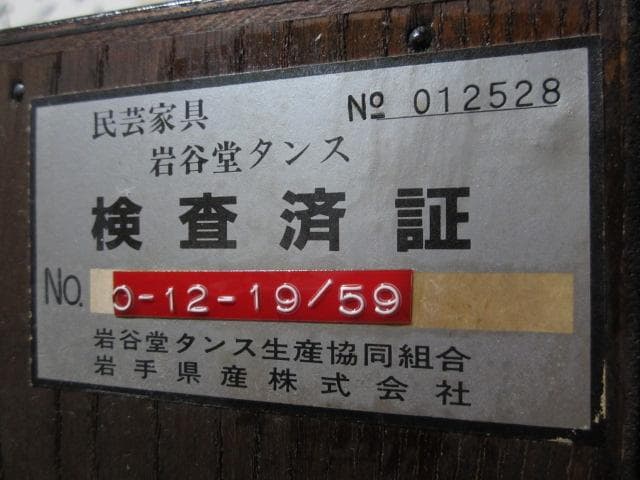 民芸家具 № 012528
岩谷堂タンス
検査済証
NO. 0-12-19/59
岩谷堂タンス生産協同組合
岩手県産株式会社